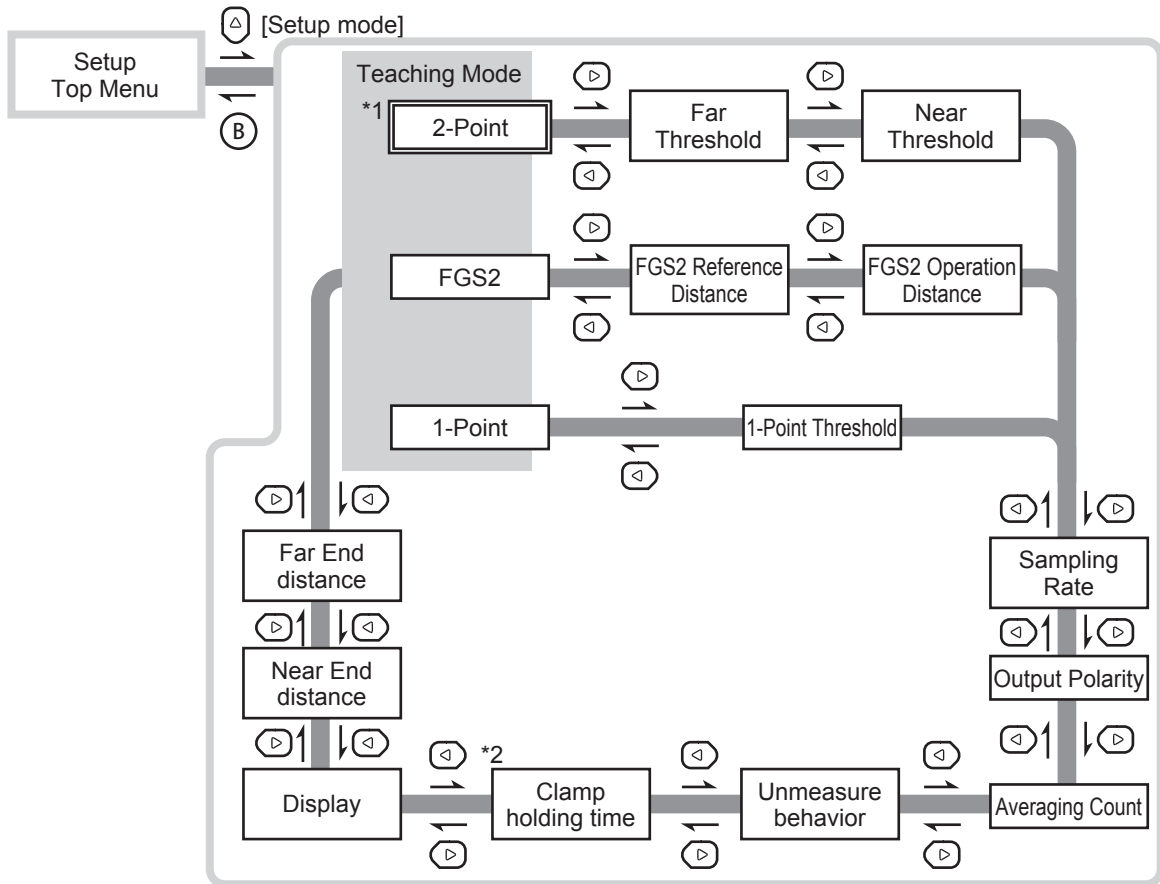 [Setup mode]
Setup
Top Menu
B
Teaching Mode
*1
2-Point
Far
Threshold
Near
Threshold
FGS2
FGS2 Reference
Distance
FGS2 Operation
Distance
1-Point
1-Point Threshold
Far End
distance
Sampling
Rate
Near End
distance
Output Polarity
*2
Display
Clamp
holding time
Unmeasure
behavior
Averaging Count